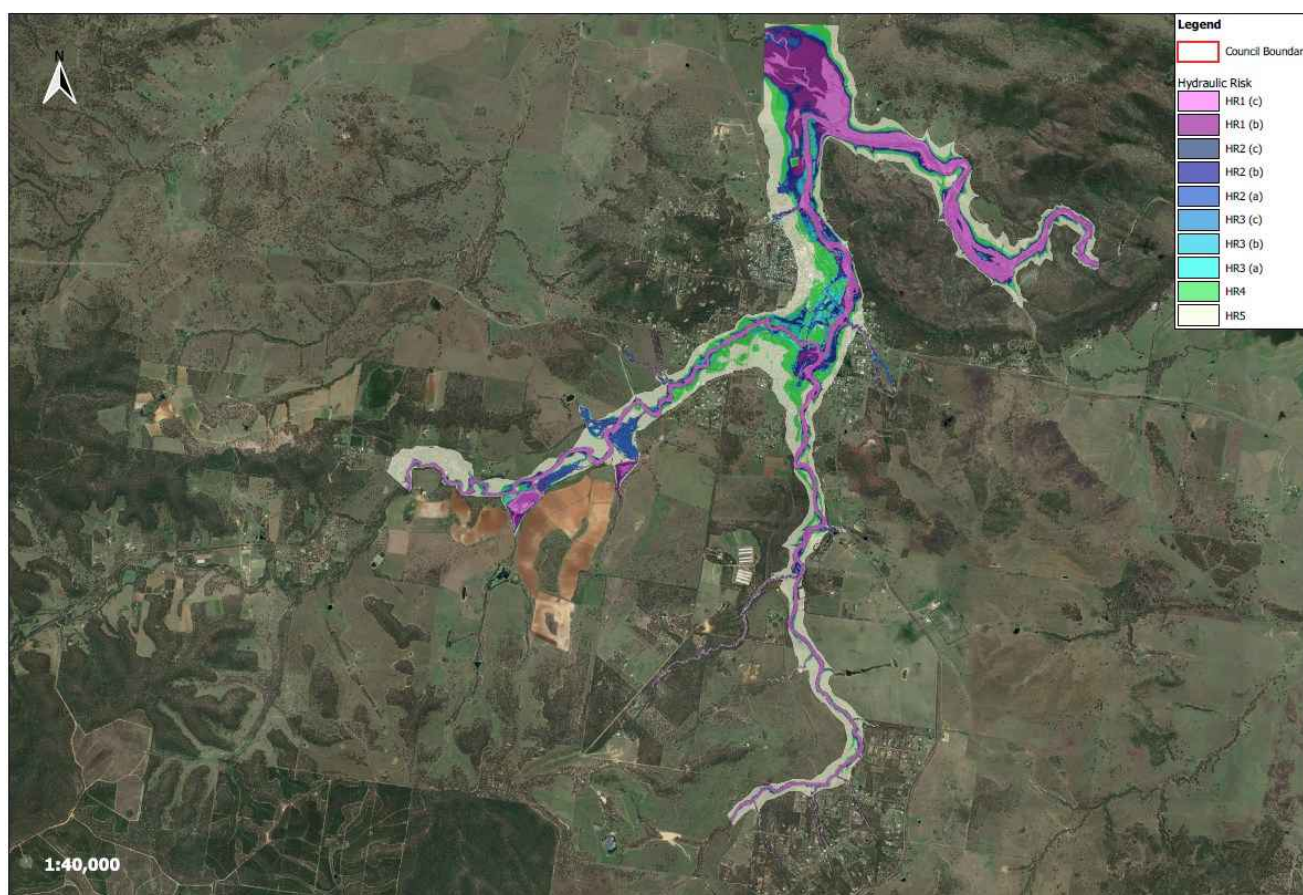 N
Legend
Council Boundar
Hydraulic Risk
HR1 (c)
HR1 (b)
HR2 (c)
HR2 (b)
HR2 (a)
HR3 (c)
HR3 (b)
HR3 (a)
HR4
HR5
1:40,000